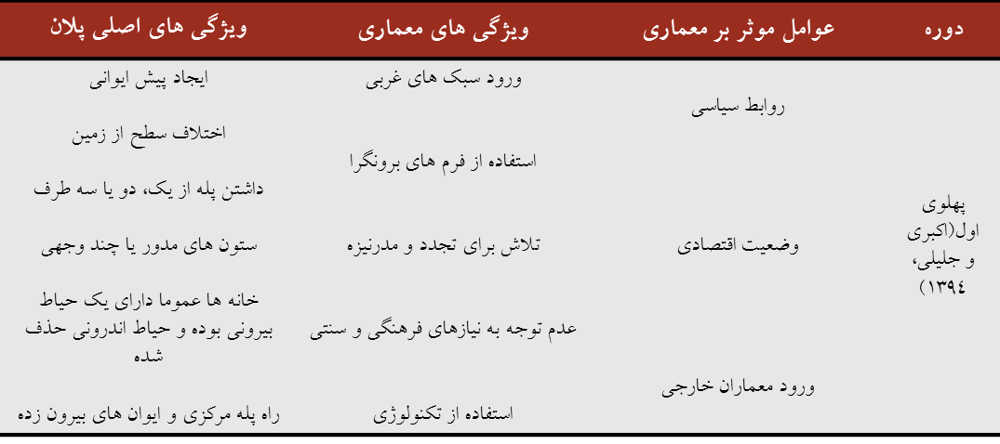 دوره
عوامل موثر بر معماری
ویژگی های معماری
ویژگی های اصلی پلان
پهلوی
اول(اکبری
و جلیلی،
۱۳۹٤)
روابط سیاسی
وضعیت اقتصادی
ورود معماران خارجی
ورود سبک های غربی
استفاده از فرم های برونگرا
تلاش برای تجدد و مدرنیزه
عدم توجه به نیازهای فرهنگی و سنتی
استفاده از تکنولوژی
ایجاد پیش ایوانی
اختلاف سطح از زمین
داشتن پله از یک، دو یا سه طرف
ستون های مدور یا چند وجهی
خانه ها عموما دارای یک حیاط
بیرونی بوده و حیاط اندرونی حذف
شده
راه پله مرکزی و ایوان های بیرون زده